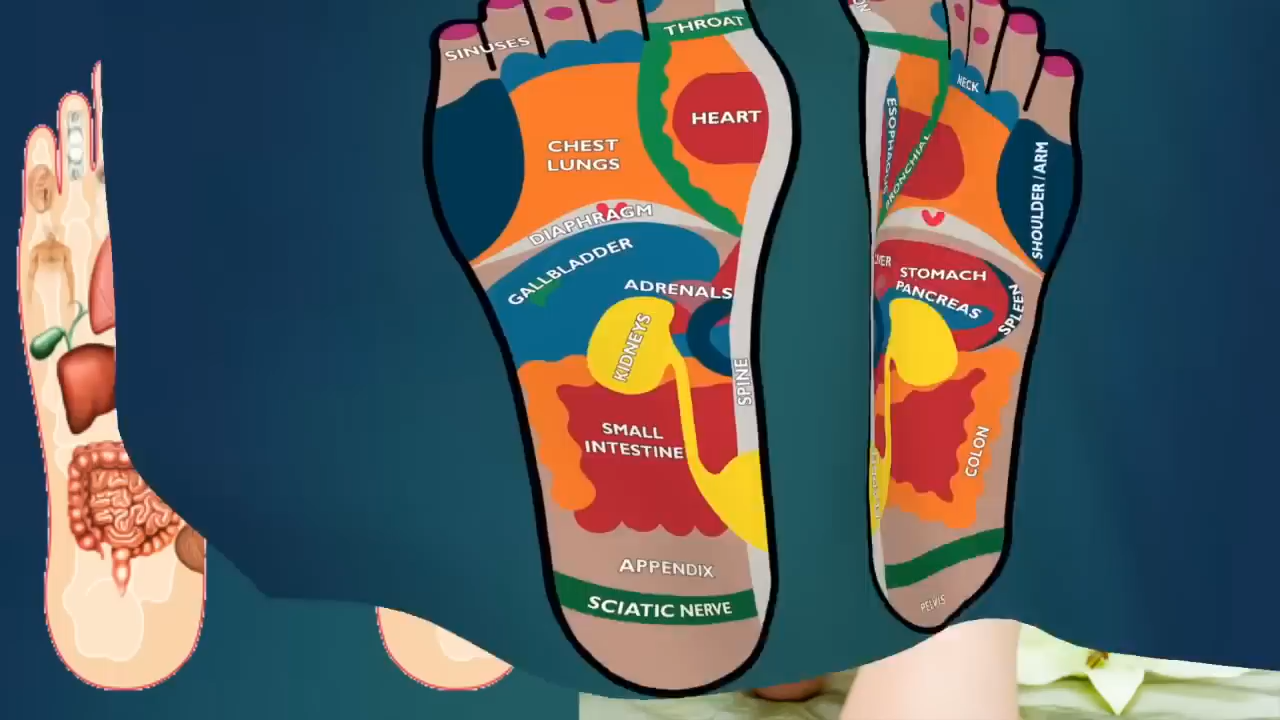 SINUSES
THROAT
HEART
CHEST
LUNGS
DIAPHRAGM
GALLBLADDER
ADRENALS
KIDNEYS
SPINE
SMALL
INTESTINE
APPENDIX
SCIATIC NERVE
NECK
ESOPHAGUS
BRONCHIAL
SHOULDER / ARM
STOMACH
PANCREAS
SPLEEN
COLON
PELVIS